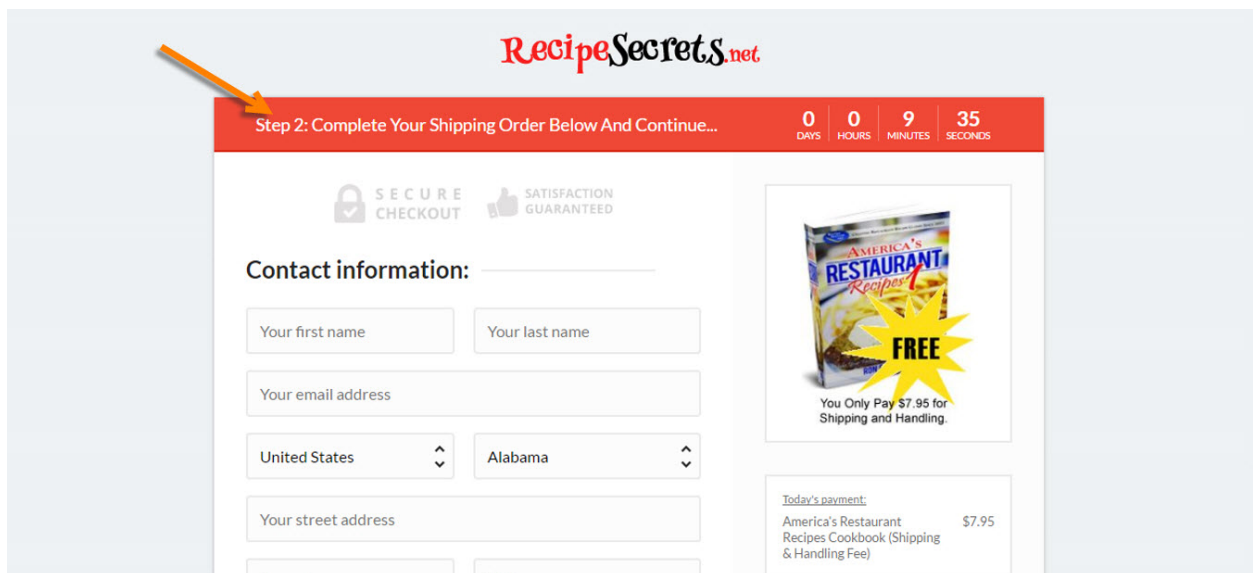 RecipeSecrets.net
Step 2: Complete Your Shipping Order Below And Continue...
0 0 9 35
DAYS HOURS MINUTES SECONDS
SECURE CHECKOUT
SATISFACTION GUARANTEED
Contact information:
Your first name
Your last name
Your email address
United States
Alabama
Your street address
AMERICA'S
RESTAURANT
Recipes 1
FREE
You Only Pay $7.95 for
Shipping and Handling.
Today's payment:
America's Restaurant $7.95
Recipes Cookbook (Shipping
& Handling Fee)